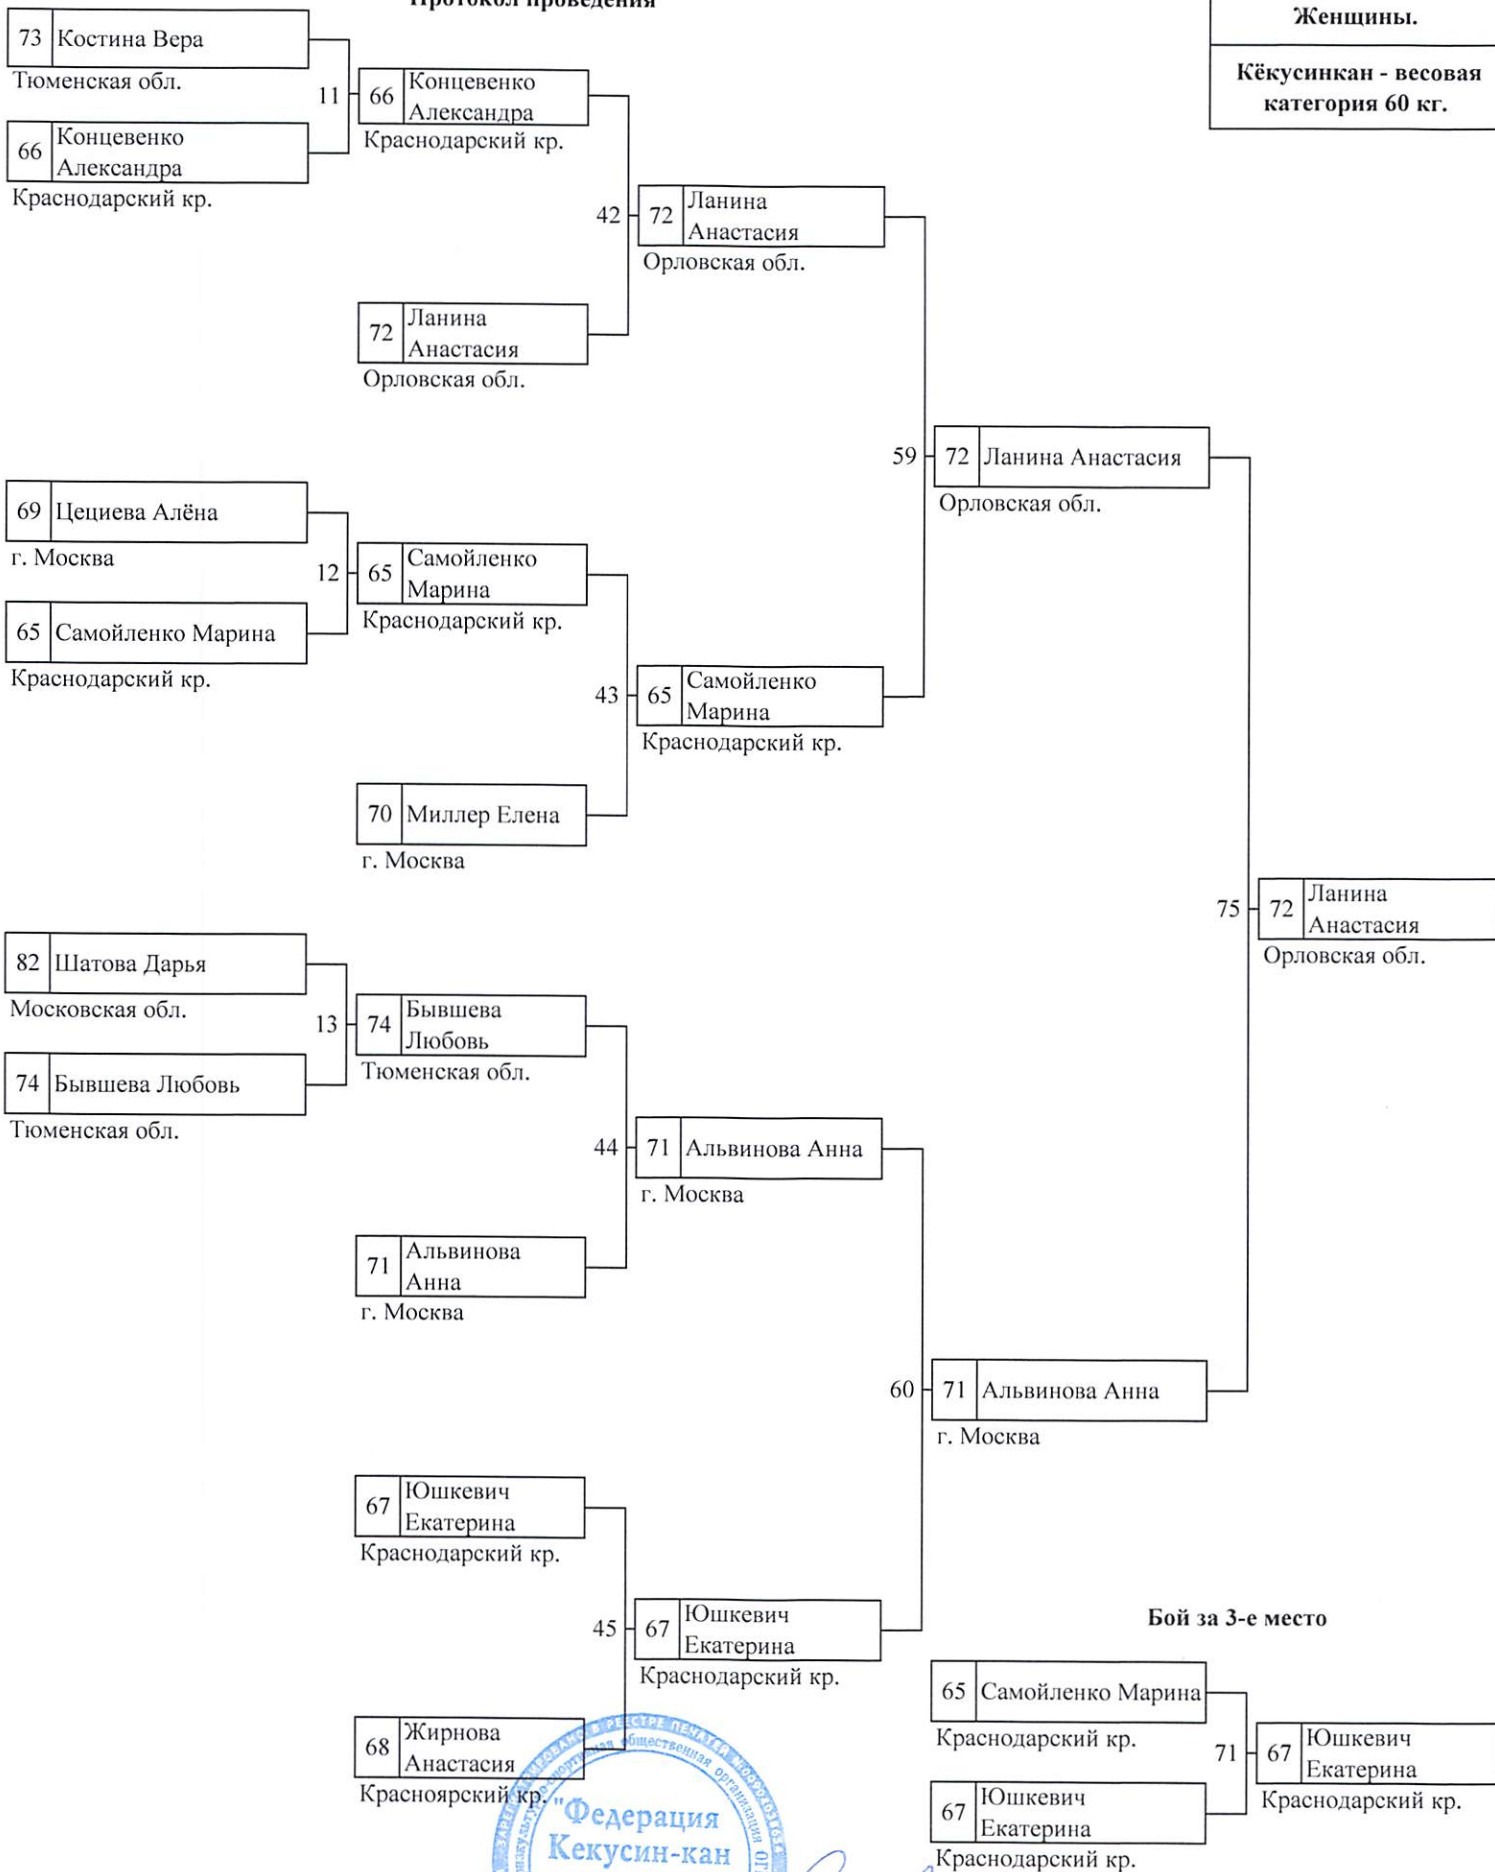 Протокол проведения
Женщины.
Кёкусинкан - весовая
категория 60 кг.
73 Костина Вера
Тюменская обл.
11
66 Концевенко
Александра
Краснодарский кр.
66 Концевенко
Александра
Краснодарский кр.
42
72 Ланина
Анастасия
Орловская обл.
72 Ланина
Анастасия
Орловская обл.
59
72 Ланина Анастасия
Орловская обл.
69 Цециева Алёна
г. Москва
12
65 Самойленко
Марина
Краснодарский кр.
65 Самойленко Марина
Краснодарский кр.
43
65 Самойленко
Марина
Краснодарский кр.
70 Миллер Елена
г. Москва
75
72 Ланина
Анастасия
Орловская обл.
82 Шатова Дарья
Московская обл.
13
74 Бывшева
Любовь
Тюменская обл.
74 Бывшева Любовь
Тюменская обл.
44
71 Альвинова Анна
г. Москва
71 Альвинова
Анна
г. Москва
60
71 Альвинова Анна
г. Москва
67 Юшкевич
Екатерина
Краснодарский кр.
45
67 Юшкевич
Екатерина
Краснодарский кр.
68 Жирнова
Анастасия
Красноярский кр.
Бой за 3-е место
65 Самойленко Марина
Краснодарский кр.
71
67 Юшкевич
Екатерина
Краснодарский кр.
67 Юшкевич
Екатерина
Краснодарский кр.
общественная организация
"Федерация
Кекусин-кан